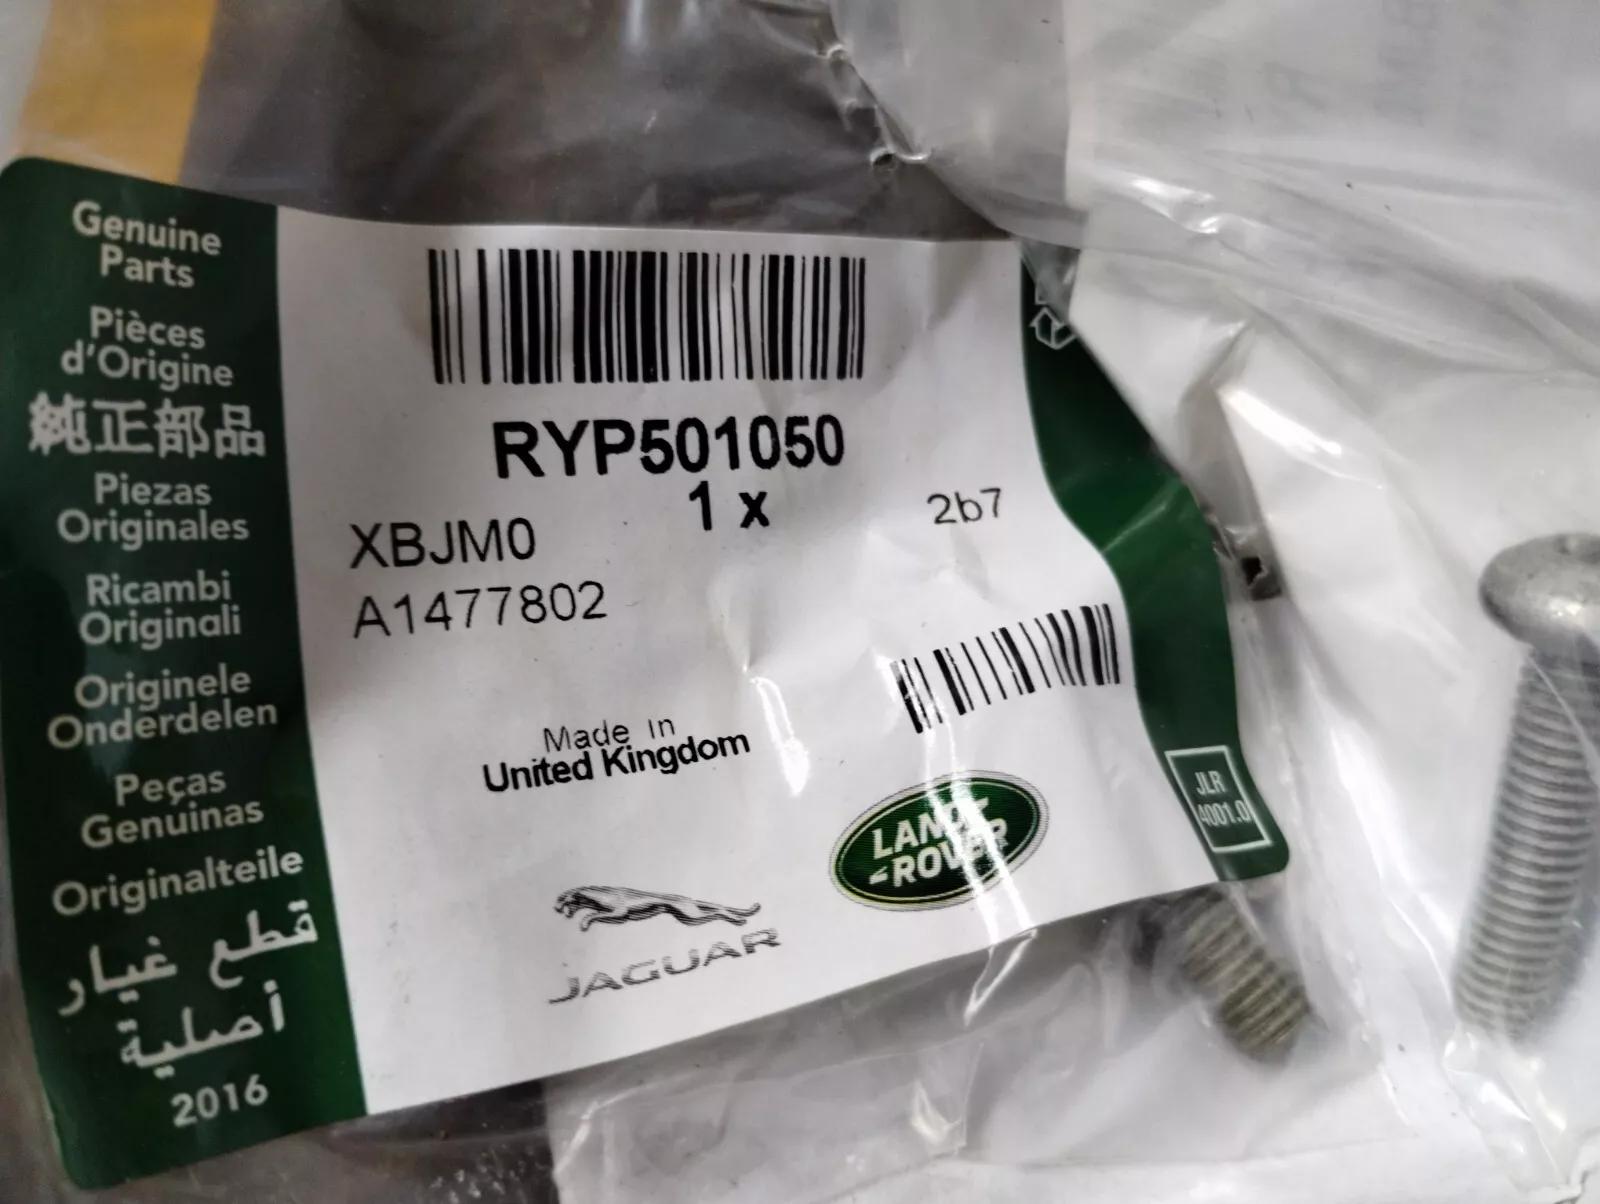 Genuine
Parts
Pièces
d'Origine
純正部品
Piezas
Originales
Ricambi
Originali
Originele
Onderdelen
Peças
Genuinas
Originalteile
قطع غيار
أصلية
2016
RYP501050
1 x
2b7
XBJM0
A1477802
Made in
United Kingdom
JAGUAR
LAND
ROVER
JLR
4001.0